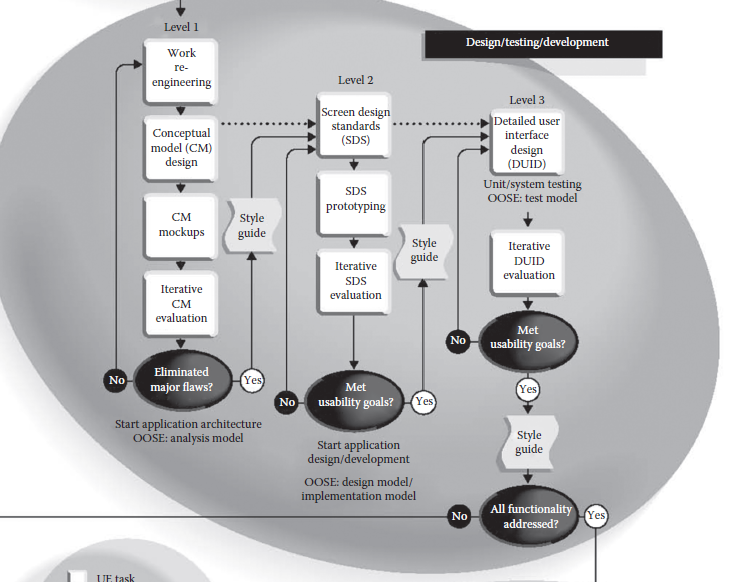 Design/testing/development
Level 1
Work
re-
engineering
Conceptual
model (CM)
design
CM
mockups
Iterative
CM
evaluation
Eliminated
major flaws?
No
Yes
Style
guide
Start application architecture
OOSE: analysis model
Level 2
Screen design
standards
(SDS)
SDS
prototyping
Iterative
SDS
evaluation
Met
usability goals?
No
Yes
Style
guide
Start application
design/development
OOSE: design model/
implementation model
Level 3
Detailed user
interface
design
(DUID)
Unit/system testing
OOSE: test model
Iterative
DUID
evaluation
Met
usability goals?
No
Yes
Style
guide
All functionality
addressed?
No
Yes
UE task